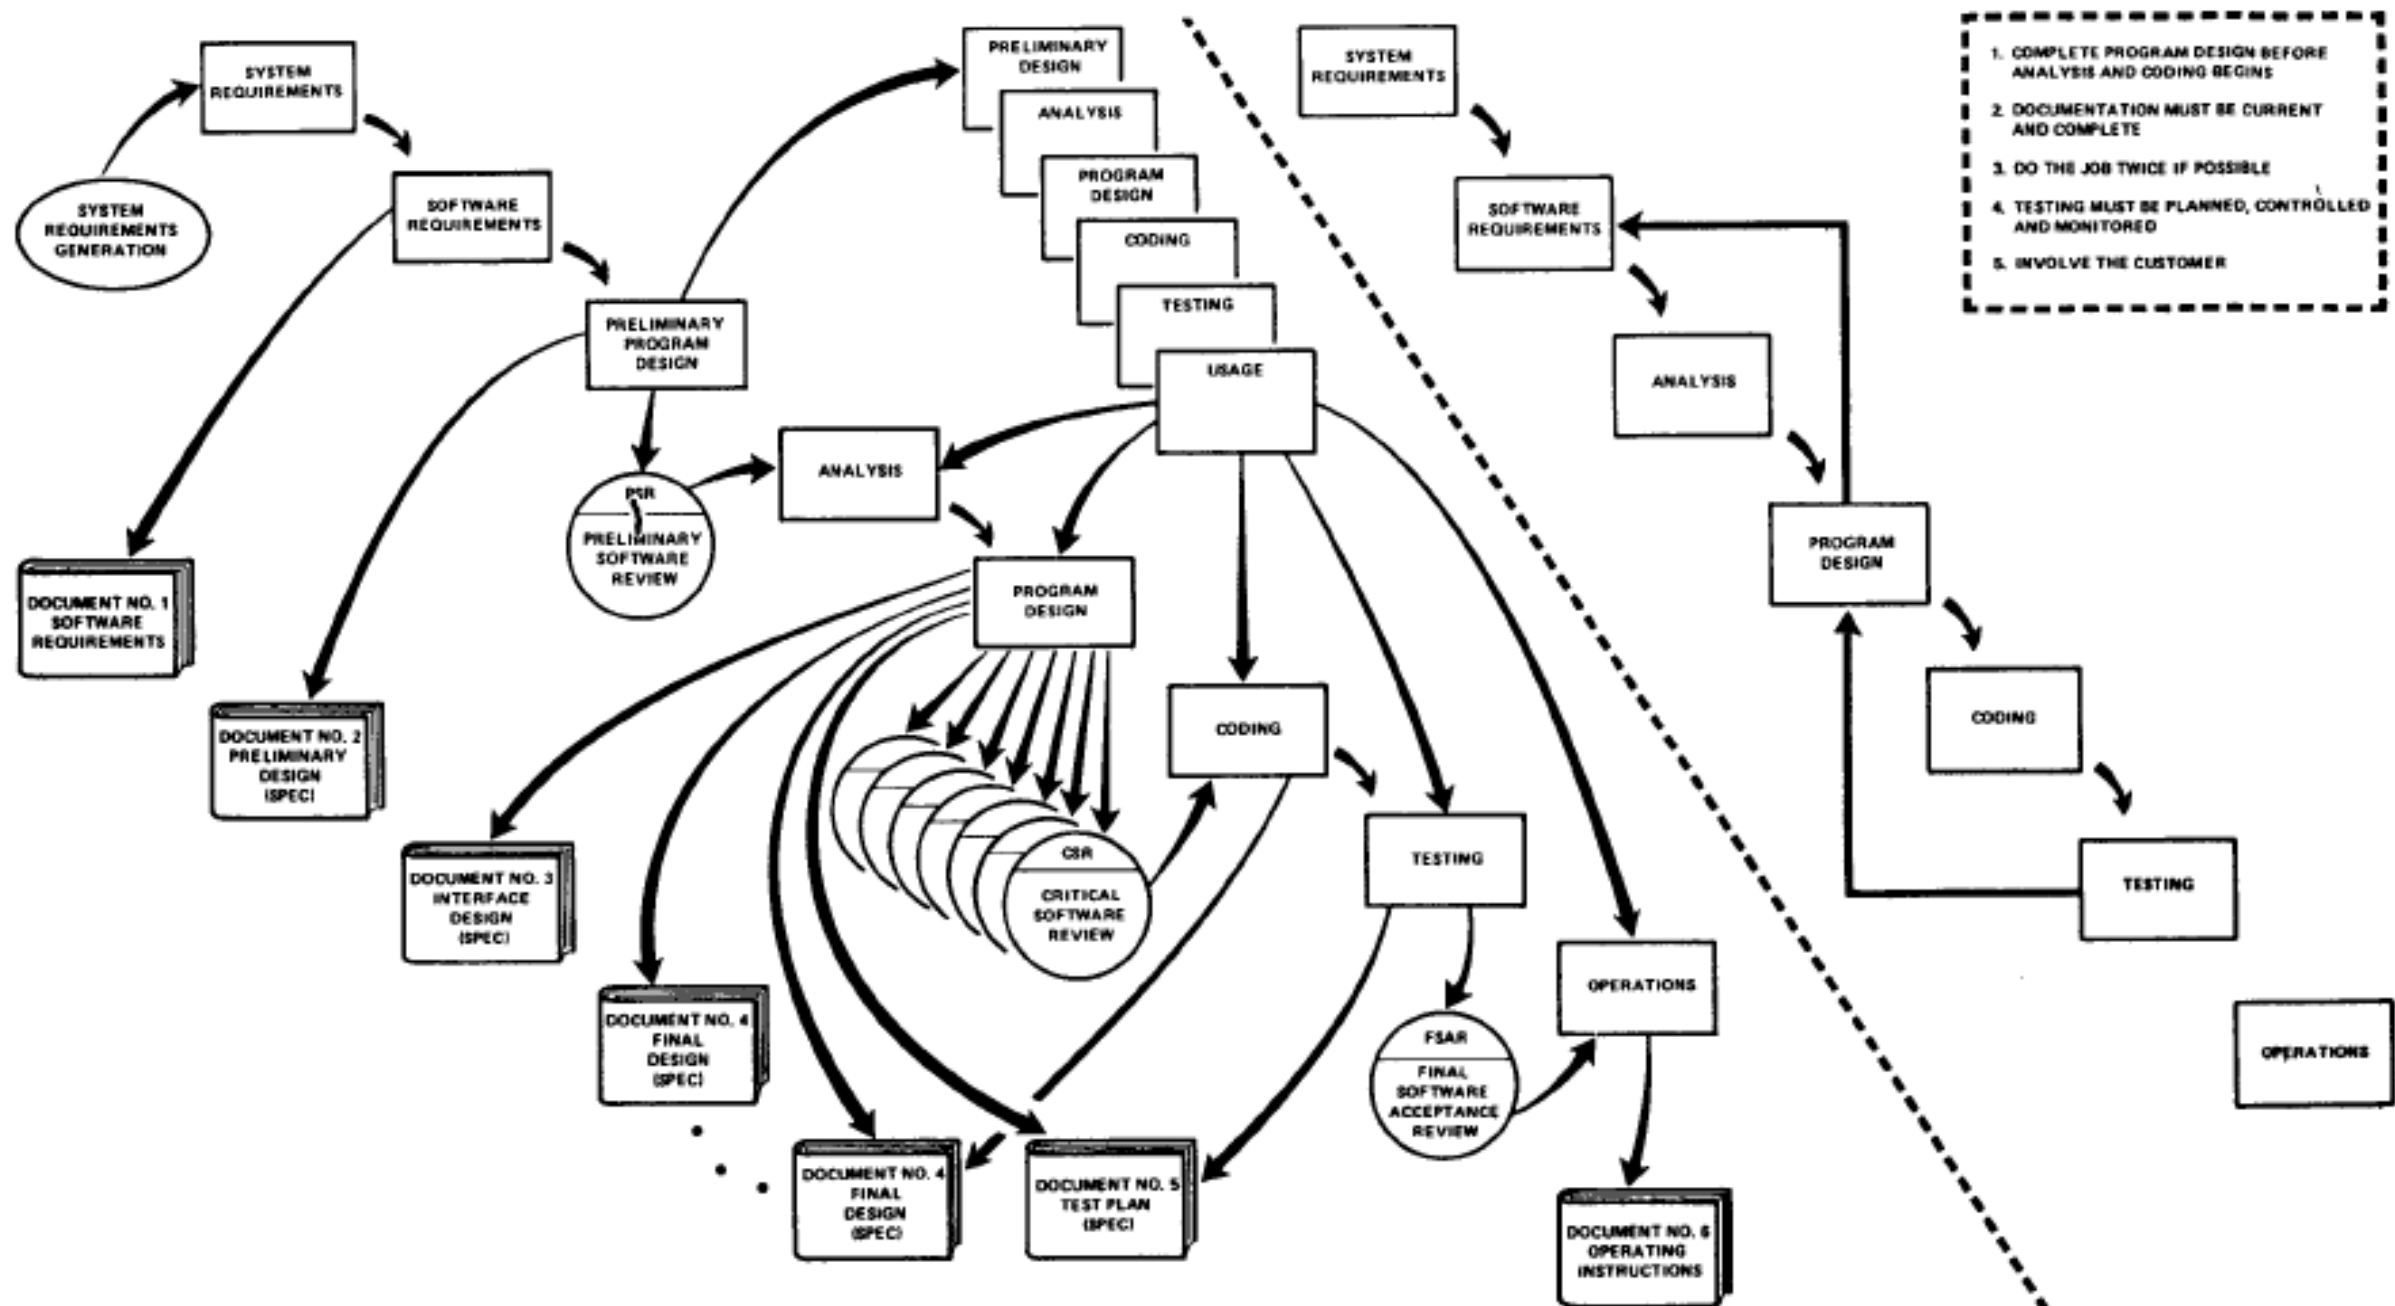 SYSTEM
REQUIREMENTS
SYSTEM
REQUIREMENTS
GENERATION
SOFTWARE
REQUIREMENTS
PRELIMINARY
PROGRAM
DESIGN
PSR
PRELIMINARY
SOFTWARE
REVIEW
PRELIMINARY
DESIGN
ANALYSIS
PROGRAM
DESIGN
CODING
TESTING
USAGE
ANALYSIS
PROGRAM
DESIGN
CSR
CRITICAL
SOFTWARE
REVIEW
CODING
TESTING
FSAR
FINAL
SOFTWARE
ACCEPTANCE
REVIEW
OPERATIONS
DOCUMENT NO. 1
SOFTWARE
REQUIREMENTS
DOCUMENT NO. 2
PRELIMINARY
DESIGN
(SPEC)
DOCUMENT NO. 3
INTERFACE
DESIGN
(SPEC)
DOCUMENT NO. 4
FINAL
DESIGN
(SPEC)
DOCUMENT NO. 4
FINAL
DESIGN
(SPEC)
DOCUMENT NO. 5
TEST PLAN
(SPEC)
DOCUMENT NO. 6
OPERATING
INSTRUCTIONS
SYSTEM
REQUIREMENTS
SOFTWARE
REQUIREMENTS
ANALYSIS
PROGRAM
DESIGN
CODING
TESTING
OPERATIONS
1. COMPLETE PROGRAM DESIGN BEFORE
ANALYSIS AND CODING BEGINS
2. DOCUMENTATION MUST BE CURRENT
AND COMPLETE
3. DO THE JOB TWICE IF POSSIBLE
4. TESTING MUST BE PLANNED, CONTROLLED
AND MONITORED
5. INVOLVE THE CUSTOMER